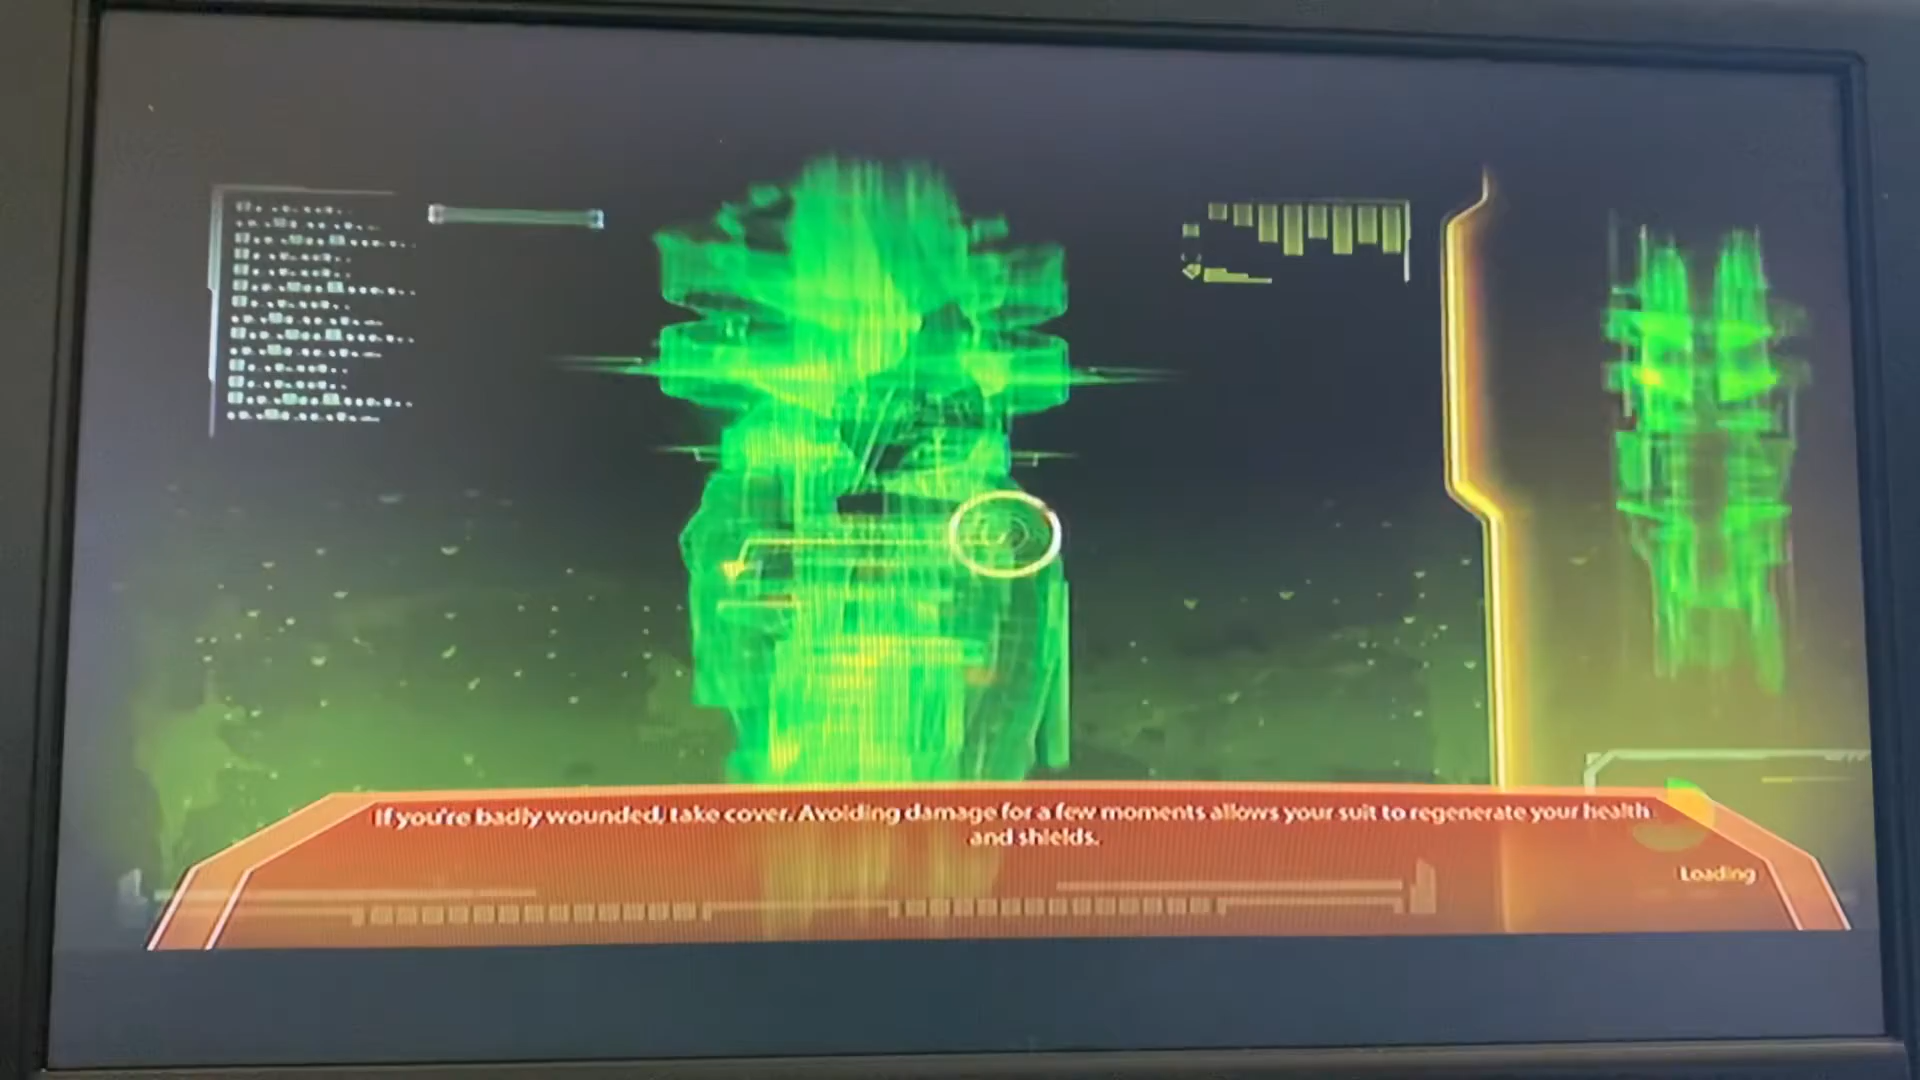 If you're badly wounded, take cover. Avoiding damage for a few moments allows your suit to regenerate your health
and shields.
Loading